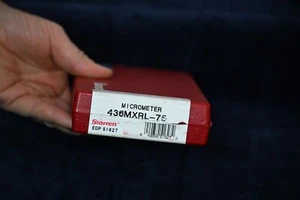 MICROMETER
436MXRL-75
Starrett
EDP 51827